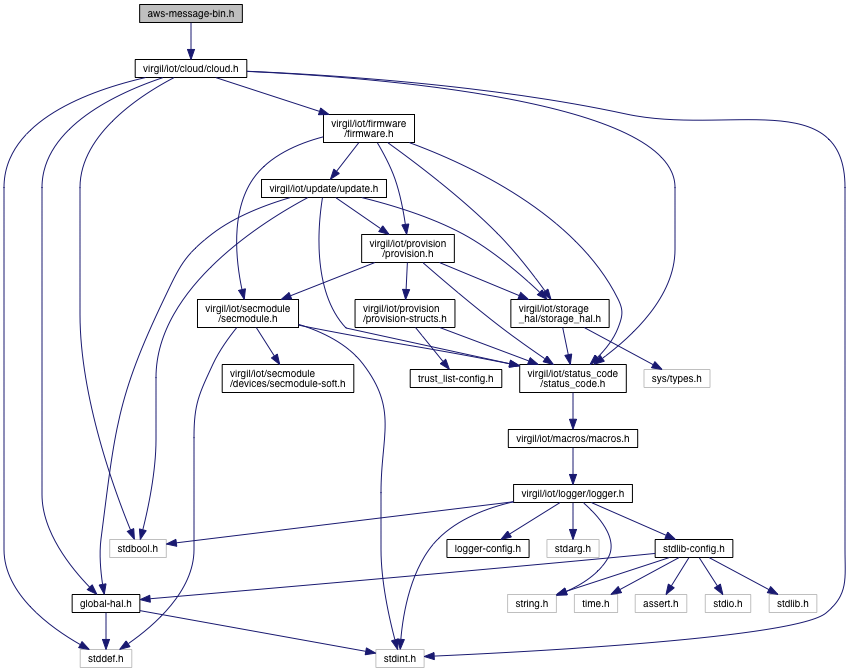 aws-message-bin.h
virgil/iot/cloud/cloud.h
virgil/iot/firmware
/firmware.h
virgil/iot/update/update.h
virgil/iot/provision
/provision.h
virgil/iot/secmodule
/secmodule.h
virgil/iot/provision
/provision-structs.h
virgil/iot/storage
_hal/storage_hal.h
virgil/iot/secmodule
/devices/secmodule-soft.h
trust_list-config.h
virgil/iot/status_code
/status_code.h
sys/types.h
virgil/iot/macros/macros.h
virgil/iot/logger/logger.h
stdbool.h
logger-config.h
stdarg.h
stdlib-config.h
global-hal.h
string.h
time.h
assert.h
stdio.h
stdlib.h
stddef.h
stdint.h